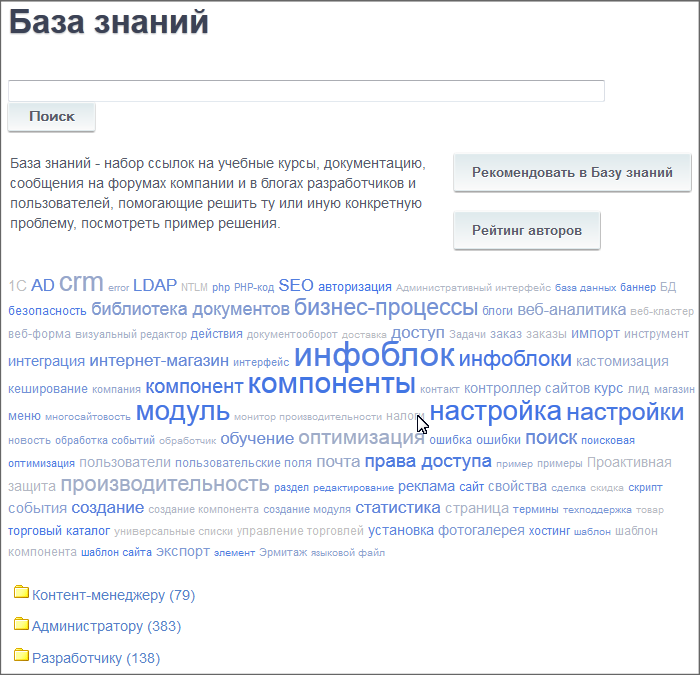 База знаний
Поиск
База знаний - набор ссылок на учебные курсы, документацию,
сообщения на форумах компании и в блогах разработчиков и
пользователей, помогающие решить ту или иную конкретную
проблему, посмотреть пример решения.
Рекомендовать в Базу знаний
Рейтинг авторов
1С AD crm error LDAP NTLM php PHP-код SEO авторизация Административный интерфейс база данных баннер БД
безопасность библиотека документов бизнес-процессы блоги веб-аналитика веб-кластер
веб-форма визуальный редактор действия документооборот доставка доступ Задачи заказ заказы импорт инструмент
интеграция интернет-магазин интерфейс инфоблок инфоблоки кастомизация
кеширование компания компонент компоненты контакт контроллер сайтов курс лид магазин
меню многосайтовость модуль монитор производительности настройка настройки
новость обработка событий обработчик обучение оптимизация ошибка ошибки поиск поисковая
оптимизация пользователи пользовательские поля почта права доступа пример примеры Проактивная
защита производительность раздел редактирование реклама сайт свойства сделка скидка скрипт
события создание создание компонента создание модуля статистика страница термины техподдержка товар
торговый каталог универсальные списки управление торговлей установка фотогалерея хостинг шаблон шаблон
компонента шаблон сайта экспорт элемент Эрмитаж языковой файл
Контент-менеджеру (79)
Администратору (383)
Разработчику (138)